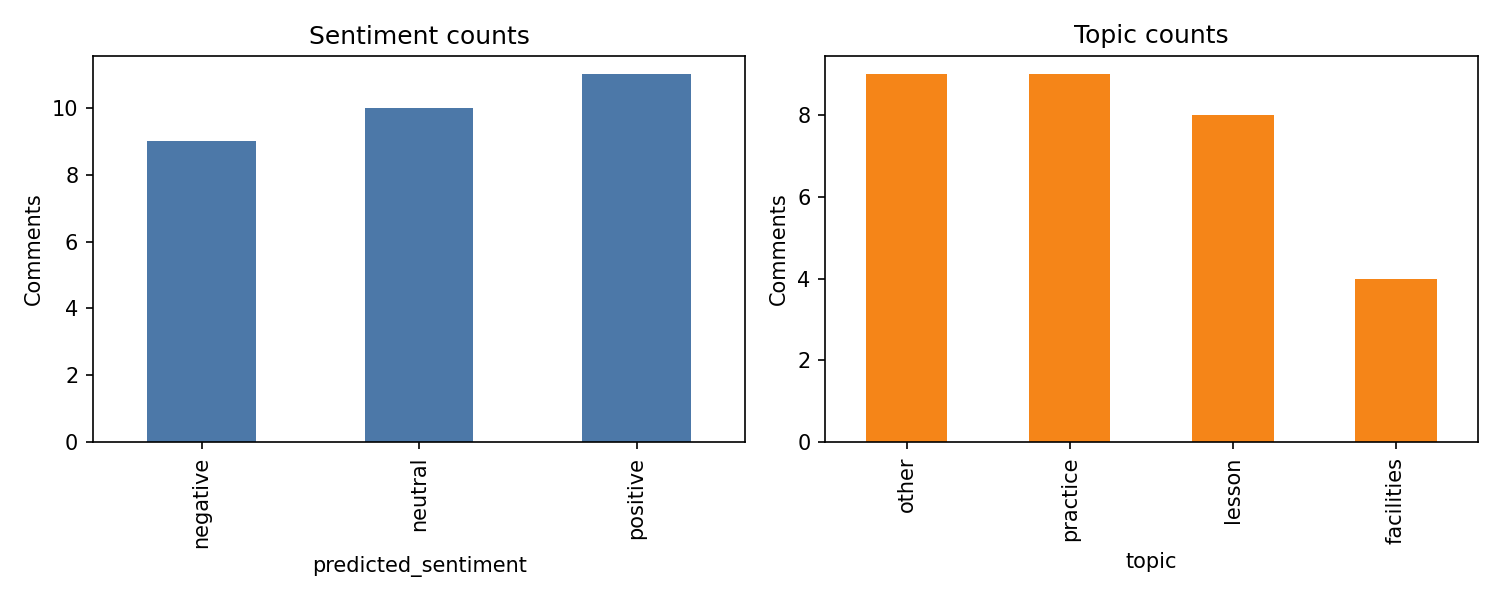 Sentiment counts
Comments
10
8
6
4
2
0
negative
neutral
positive
predicted_sentiment
Topic counts
Comments
8
6
4
2
0
other
practice
lesson
facilities
topic